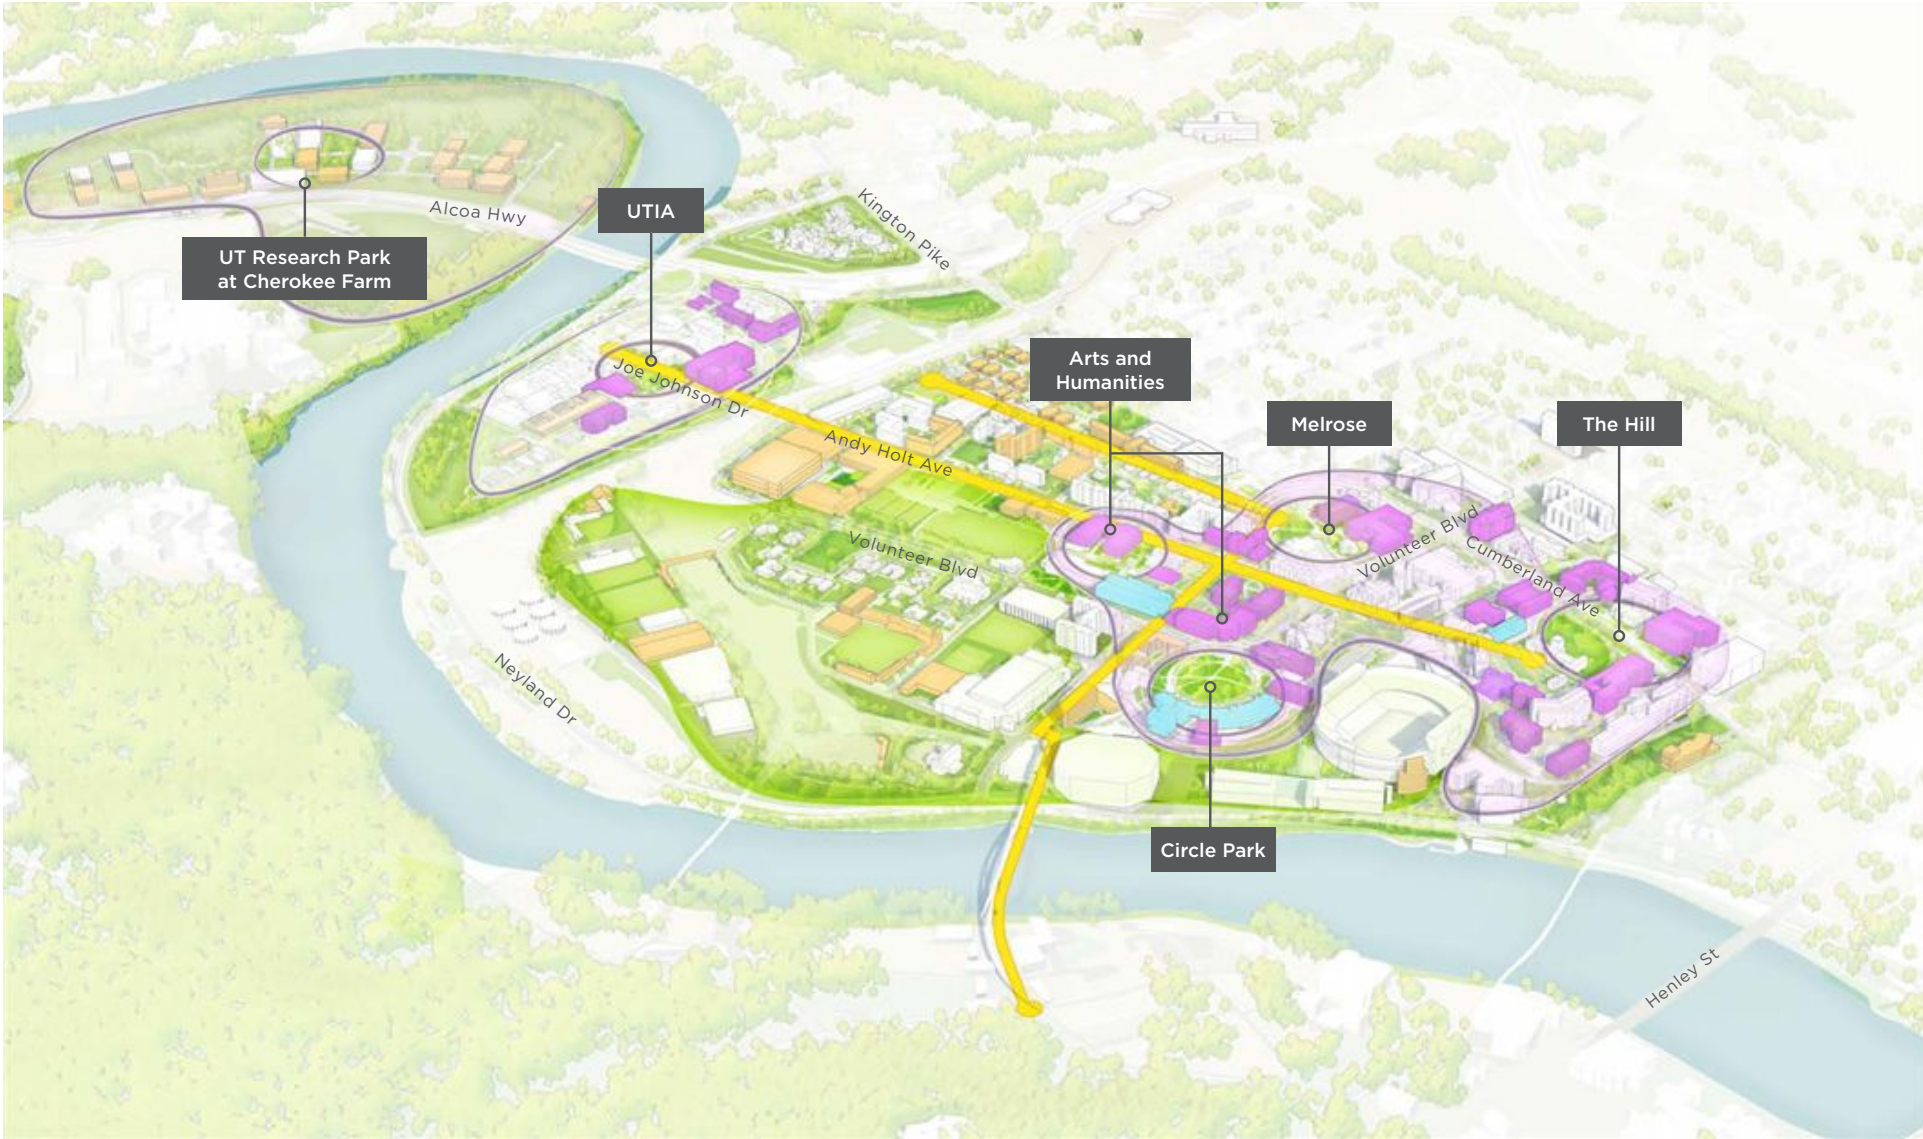 Alcoa Hwy
UTIA
Kington Pike
UT Research Park
at Cherokee Farm
Joe Johnson Dr
Arts and
Humanities
Melrose
The Hill
Andy Holt Ave
Volunteer Blvd
Volunteer Blvd
Cumberland Ave
Neyland Dr
Circle Park
Henley St